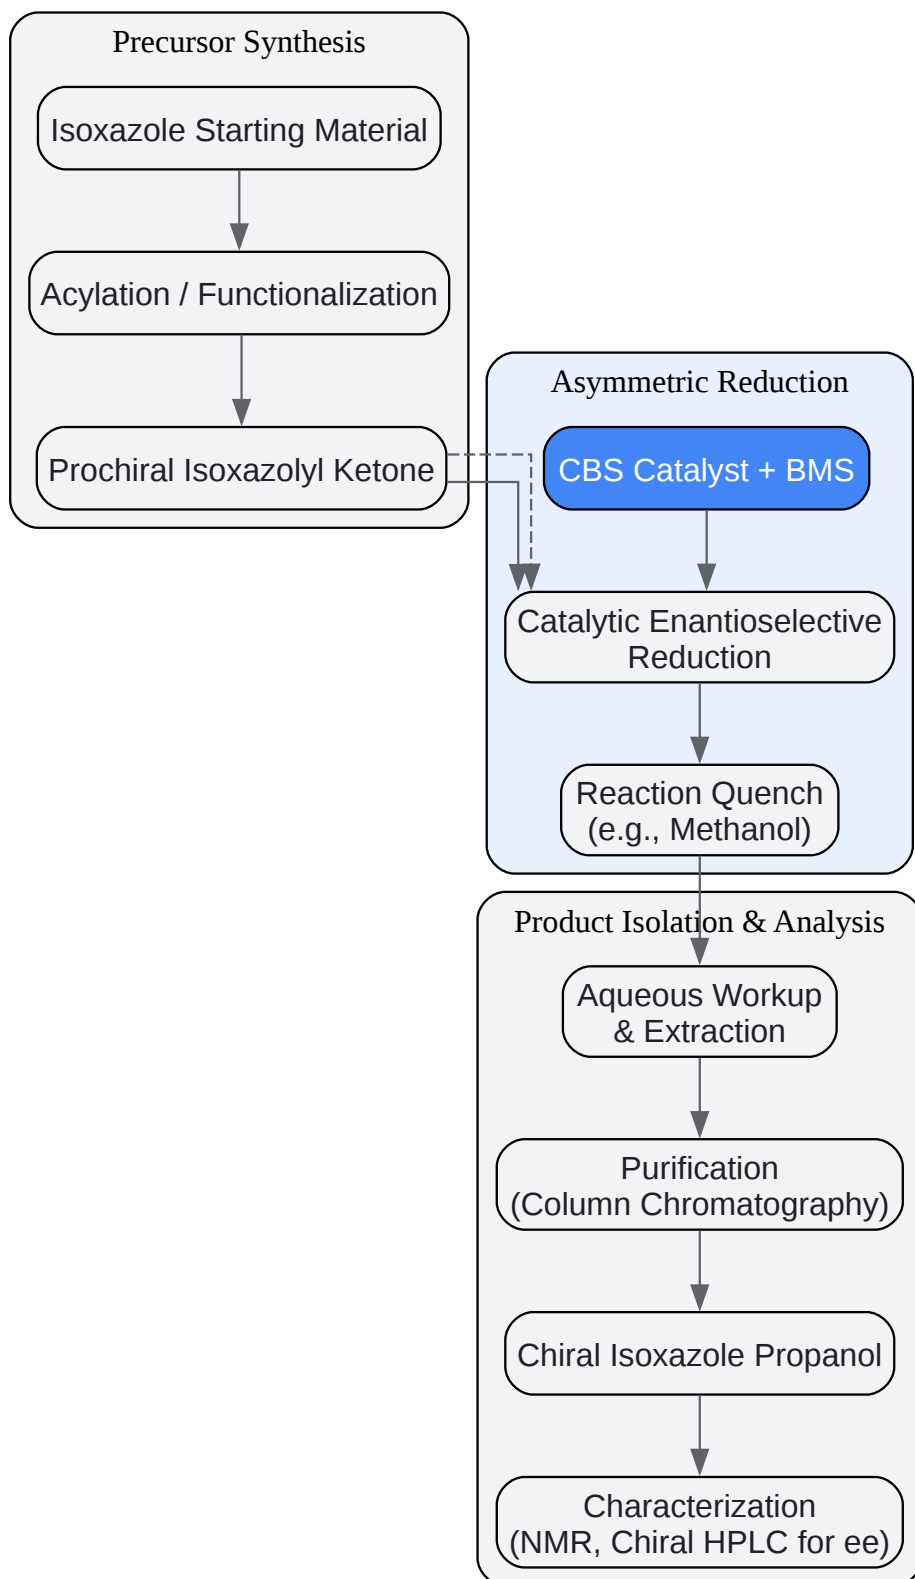 Precursor Synthesis
Isoxazole Starting Material
Acylation / Functionalization
Prochiral Isoxazolyl Ketone
Asymmetric Reduction
CBS Catalyst + BMS
Catalytic Enantioselective
Reduction
Reaction Quench
(e.g., Methanol)
Product Isolation & Analysis
Aqueous Workup
& Extraction
Purification
(Column Chromatography)
Chiral Isoxazole Propanol
Characterization
(NMR, Chiral HPLC for ee)